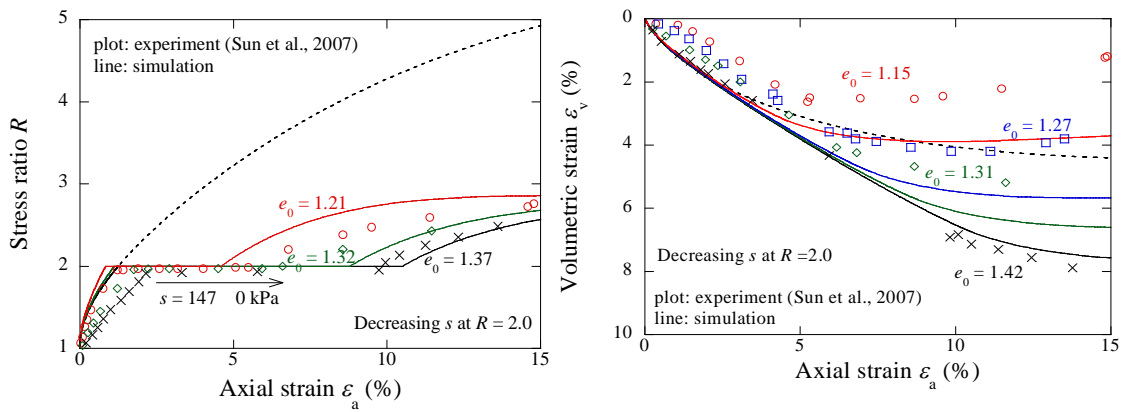 5
4
3
2
1
0
5
10
15
Stress ratio R
Axial strain εa (%)
plot: experiment (Sun et al., 2007)
line: simulation
e0 = 1.21
e0 = 1.32
e0 = 1.37
s = 147 0 kPa
Decreasing s at R = 2.0
0
2
4
6
8
10
0
5
10
15
Volumetric strain εv (%)
Axial strain εa (%)
e0 = 1.15
e0 = 1.27
e0 = 1.31
e0 = 1.42
Decreasing s at R =2.0
plot: experiment (Sun et al., 2007)
line: simulation